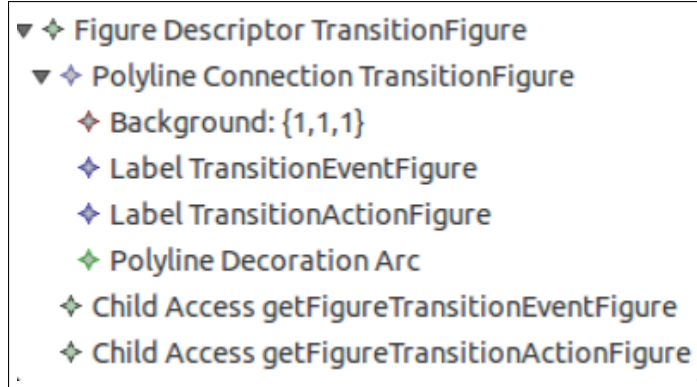 Figure Descriptor TransitionFigure
Polyline Connection TransitionFigure
Background: {1,1,1}
Label TransitionEventFigure
Label TransitionActionFigure
Polyline Decoration Arc
Child Access getFigureTransitionEventFigure
Child Access getFigureTransitionActionFigure